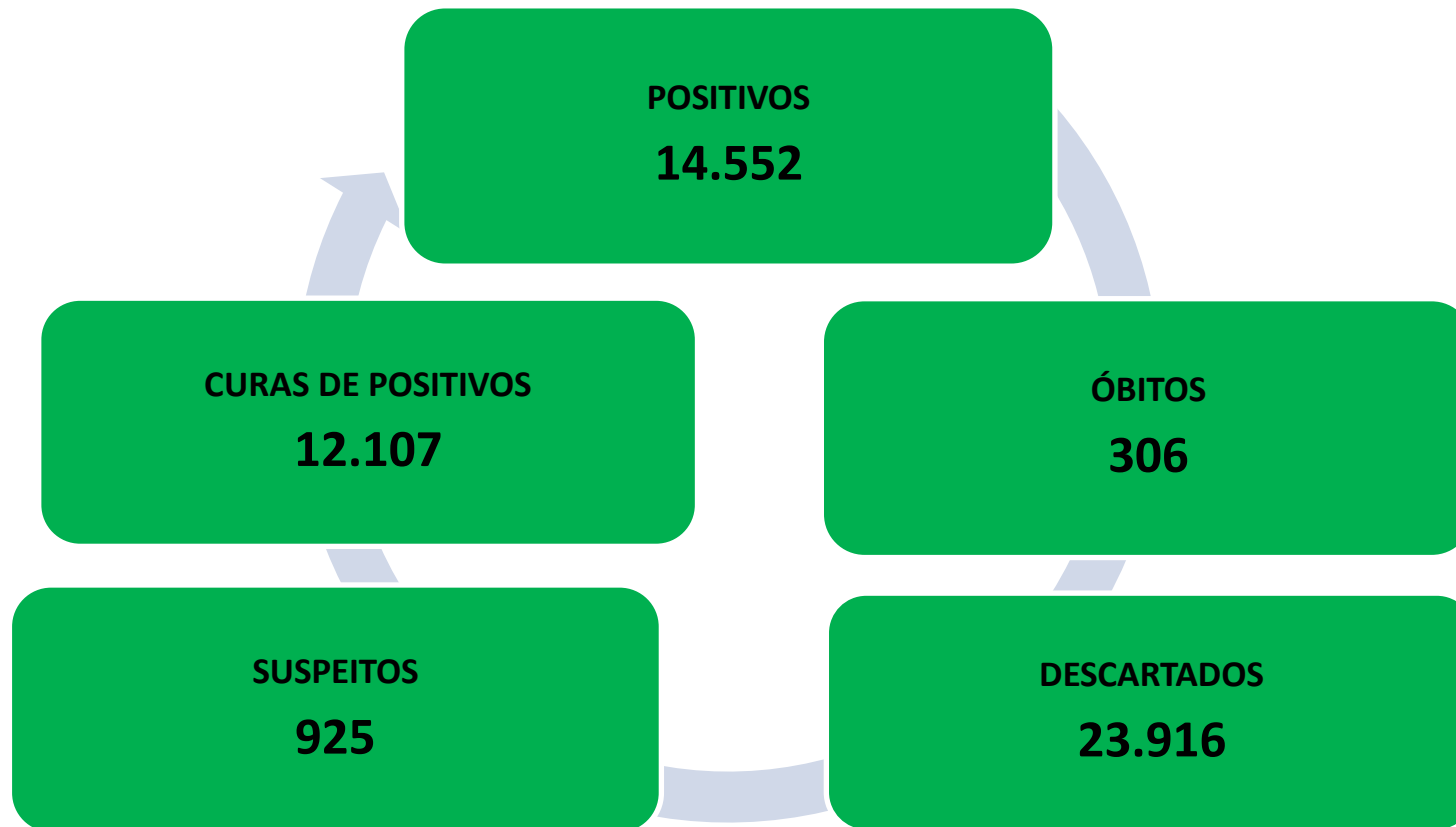 POSITIVOS
14.552
CURAS DE POSITIVOS
12.107
ÓBITOS
306
SUSPEITOS
925
DESCARTADOS
23.916